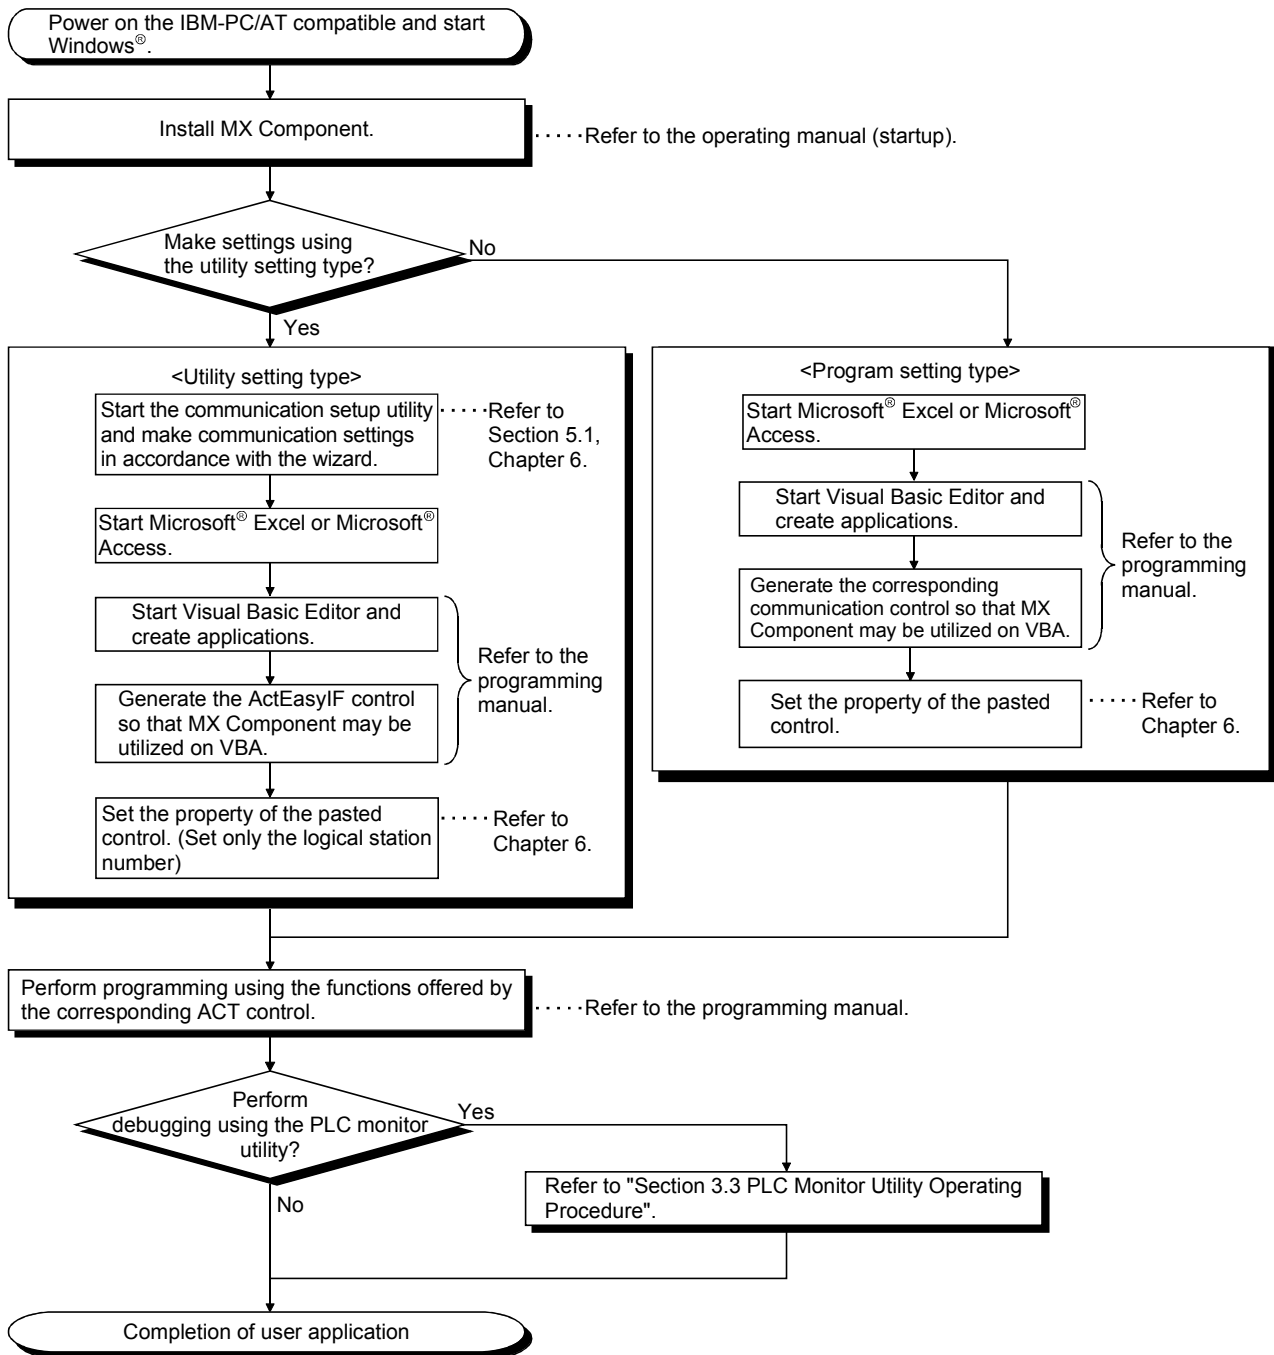 Power on the IBM-PC/AT compatible and start
Windows®.
Install MX Component.
·····Refer to the operating manual (startup).
Make settings using
the utility setting type?
No
Yes
<Utility setting type>
Start the communication setup utility
and make communication settings
in accordance with the wizard.
·····Refer to
Section 5.1,
Chapter 6.
Start Microsoft® Excel or Microsoft®
Access.
Start Visual Basic Editor and
create applications.
Generate the ActEasyIF control
so that MX Component may be
utilized on VBA.
Refer to the
programming
manual.
Set the property of the pasted
control. (Set only the logical station
number)
·····Refer to
Chapter 6.
<Program setting type>
Start Microsoft® Excel or Microsoft®
Access.
Start Visual Basic Editor and
create applications.
Generate the corresponding
communication control so that MX
Component may be utilized on VBA.
Refer to the
programming
manual.
Set the property of the pasted
control.
·····Refer to
Chapter 6.
Perform programming using the functions offered by
the corresponding ACT control.
·····Refer to the programming manual.
Perform
debugging using the PLC monitor
utility?
Yes
No
Refer to "Section 3.3 PLC Monitor Utility Operating
Procedure".
Completion of user application